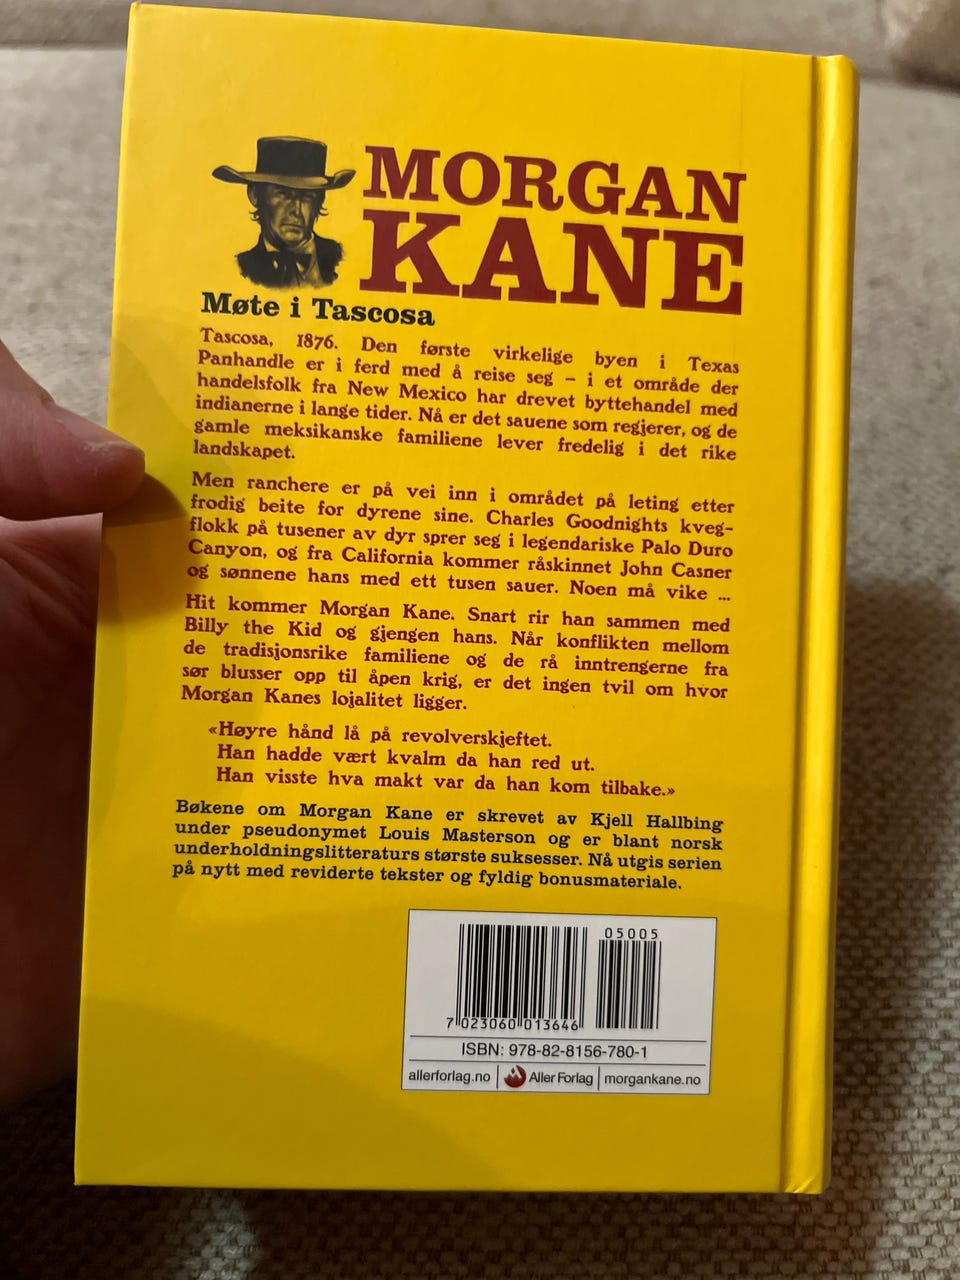 MORGAN
KANE
Møte i Tascosa
Tascosa, 1876. Den første virkelige byen i Texas
Panhandle er i ferd med å reise seg – i et område der
handelsfolk fra New Mexico har drevet byttehandel med
indianerne i lange tider. Nå er det sauene som regjerer, og de
gamle meksikanske familiene lever fredelig i det rike
landskapet.
Men ranchere er på vei inn i området på leting etter
frodig beite for dyrene sine. Charles Goodnights kveg-
flokk på tusener av dyr sprer seg i legendariske Palo Duro
Canyon, og fra California kommer råskinnet John Casner
og sønnene hans med ett tusen sauer. Noen må vike ...
Hit kommer Morgan Kane. Snart rir han sammen med
Billy the Kid og gjengen hans. Når konflikten mellom
de tradisjonsrike familiene og de rå inntrengerne fra
sør blusser opp til åpen krig, er det ingen tvil om hvor
Morgan Kanes lojalitet ligger.
«Høyre hånd lå på revolverskjeftet.
Han hadde vært kvalm da han red ut.
Han visste hva makt var da han kom tilbake.»
Bøkene om Morgan Kane er skrevet av Kjell Hallbing
under pseudonymet Louis Masterson og er blant norsk
underholdningslitteraturs største suksesser. Nå utgis serien
på nytt med reviderte tekster og fyldig bonusmateriale.
05005
7 023060 013646
ISBN: 978-82-8156-780-1
allerforlag.no | Aller Forlag | morgankane.no